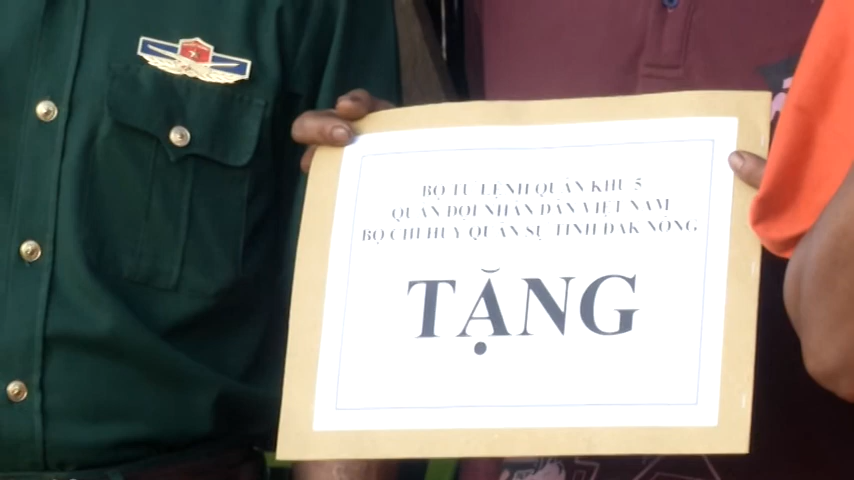 BỘ TƯ LỆNH QUÂN KHU 5
QUÂN ĐỘI NHÂN DÂN VIỆT NAM
BỘ CHỈ HUY QUÂN SỰ TỈNH ĐĂK NÔNG
TẶNG